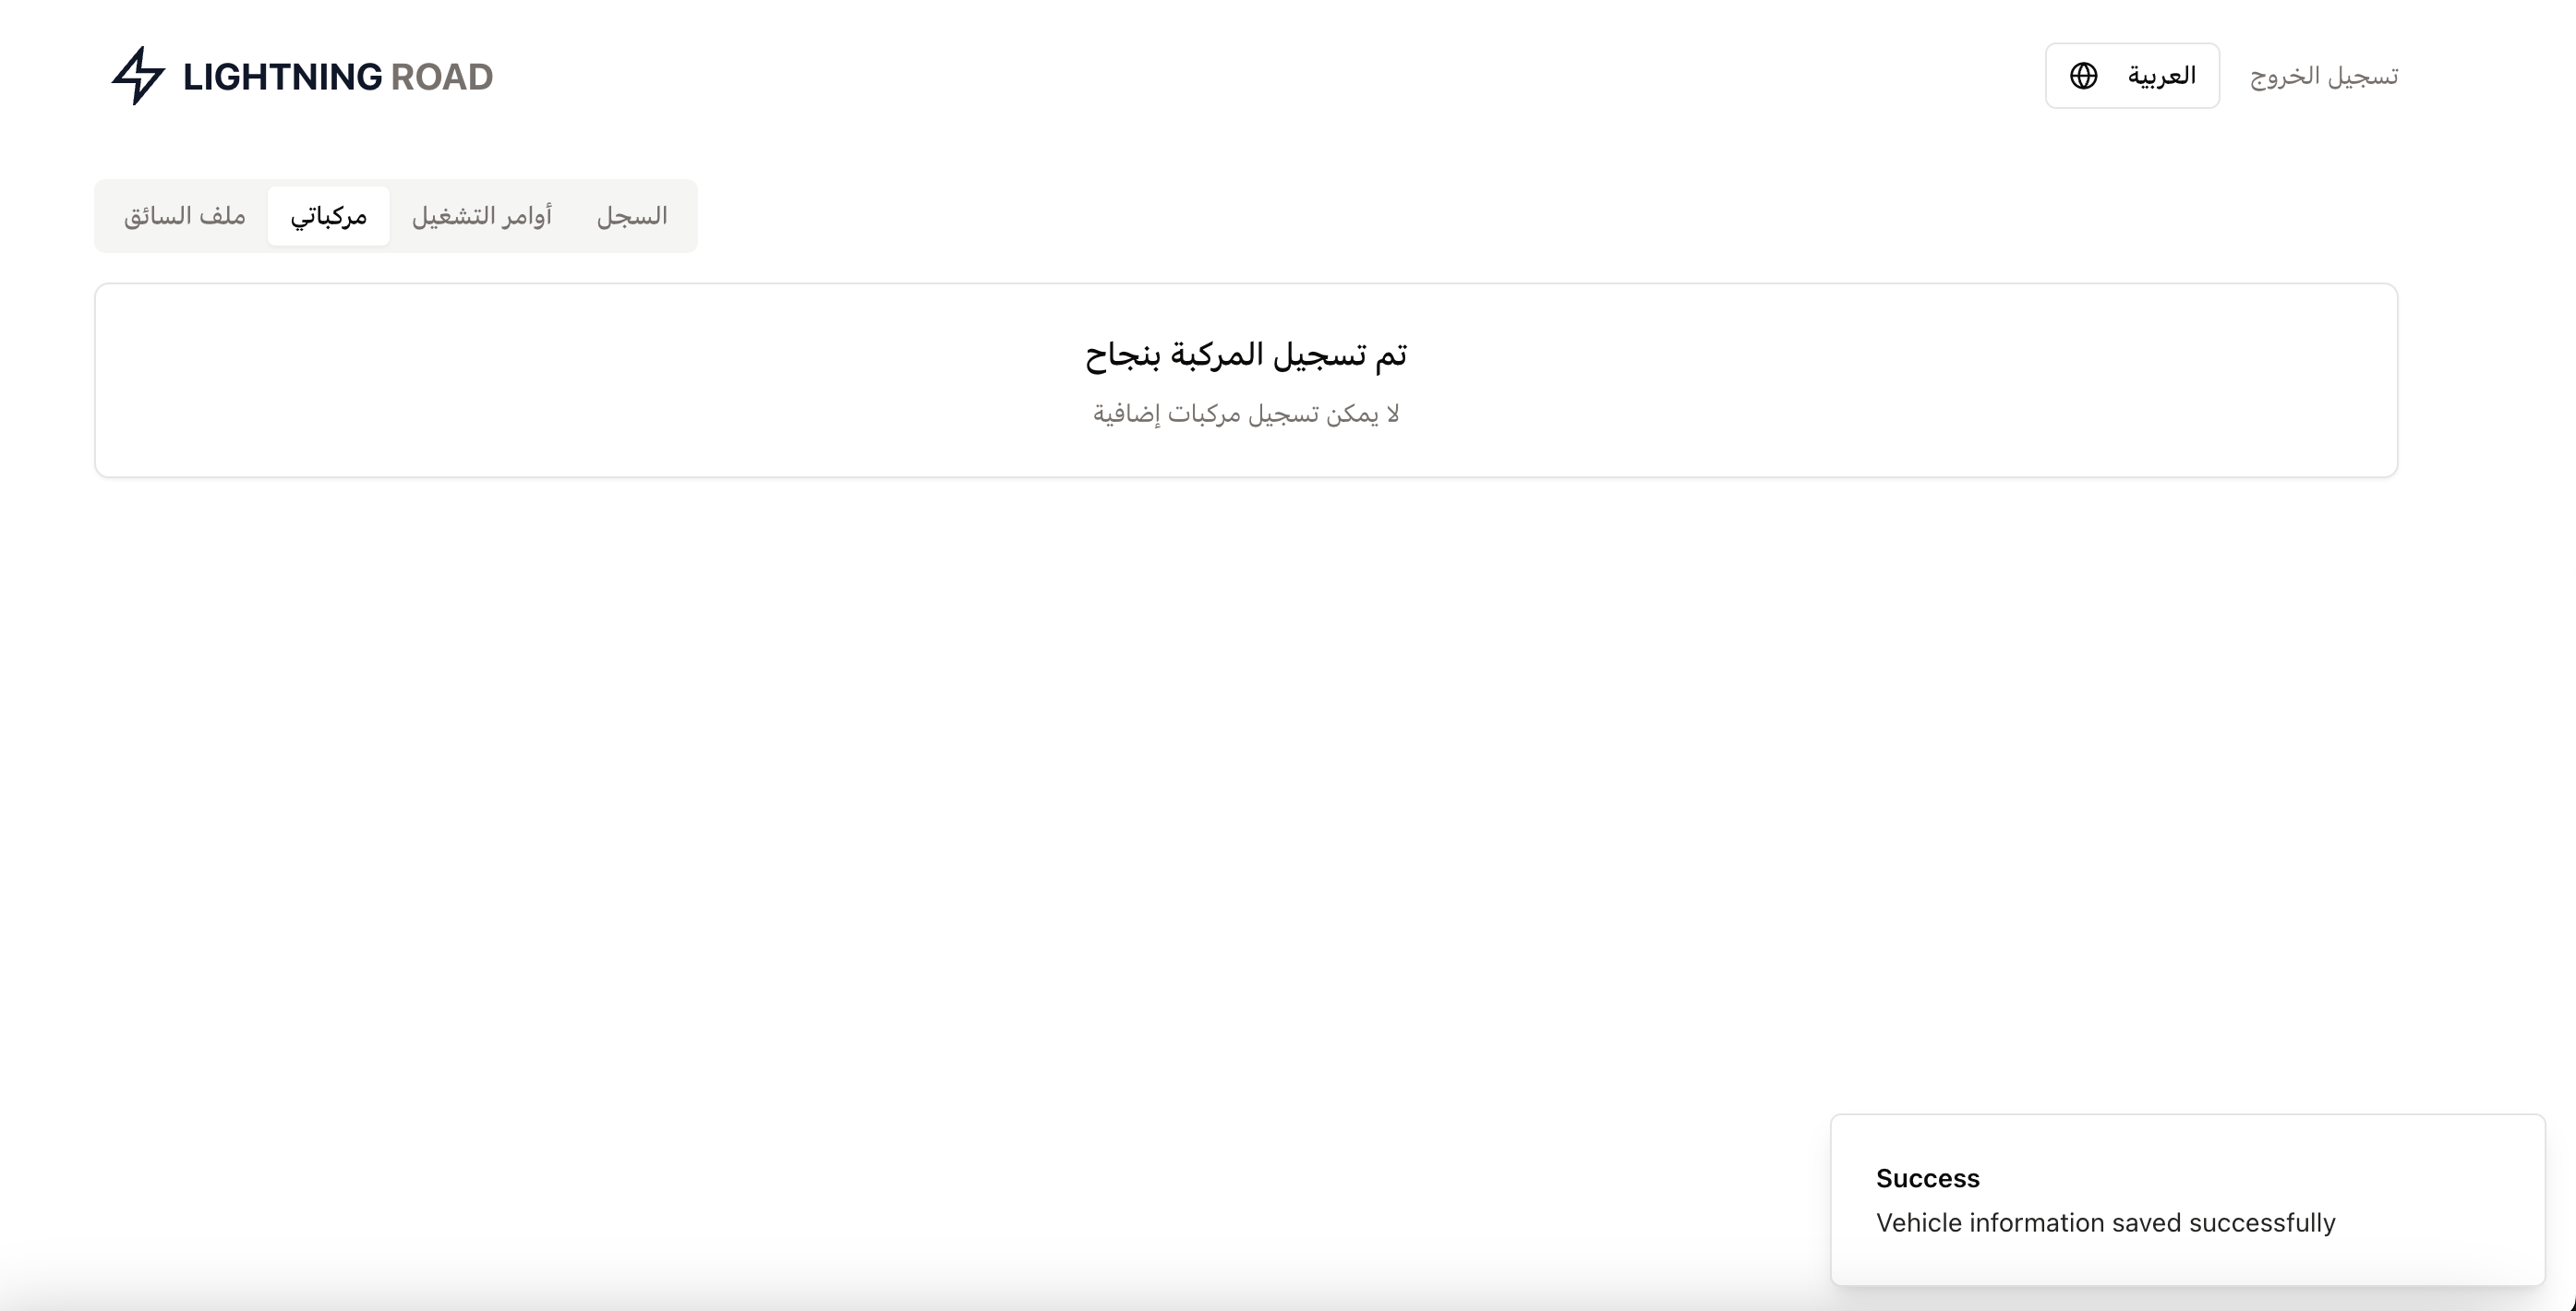 LIGHTNING ROAD
العربية
تسجيل الخروج
ملف السائق
مركباتي
أوامر التشغيل
السجل
تم تسجيل المركبة بنجاح
لا يمكن تسجيل مركبات إضافية
Success
Vehicle information saved successfully